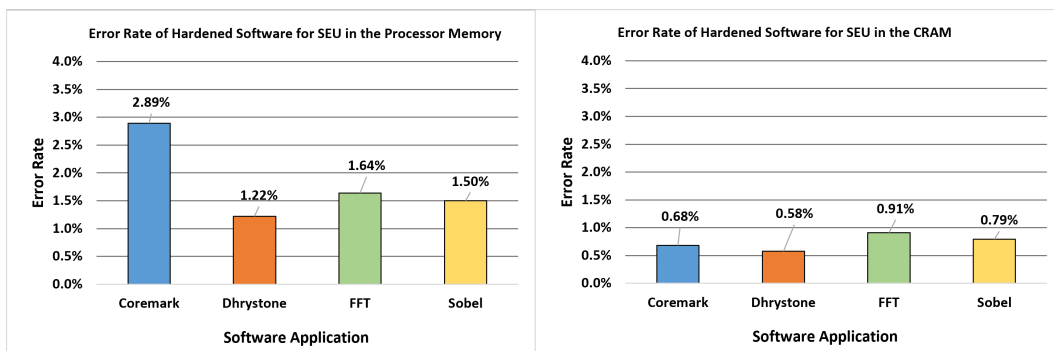 Error Rate of Hardened Software for SEU in the Processor Memory
4.0%
3.5%
3.0%
2.5%
2.0%
1.5%
1.0%
0.5%
0.0%
Error Rate
2.89%
1.22%
1.64%
1.50%
Coremark
Dhrystone
FFT
Sobel
Software Application
Error Rate of Hardened Software for SEU in the CRAM
4.0%
3.5%
3.0%
2.5%
2.0%
1.5%
1.0%
0.5%
0.0%
Error Rate
0.68%
0.58%
0.91%
0.79%
Coremark
Dhrystone
FFT
Sobel
Software Application